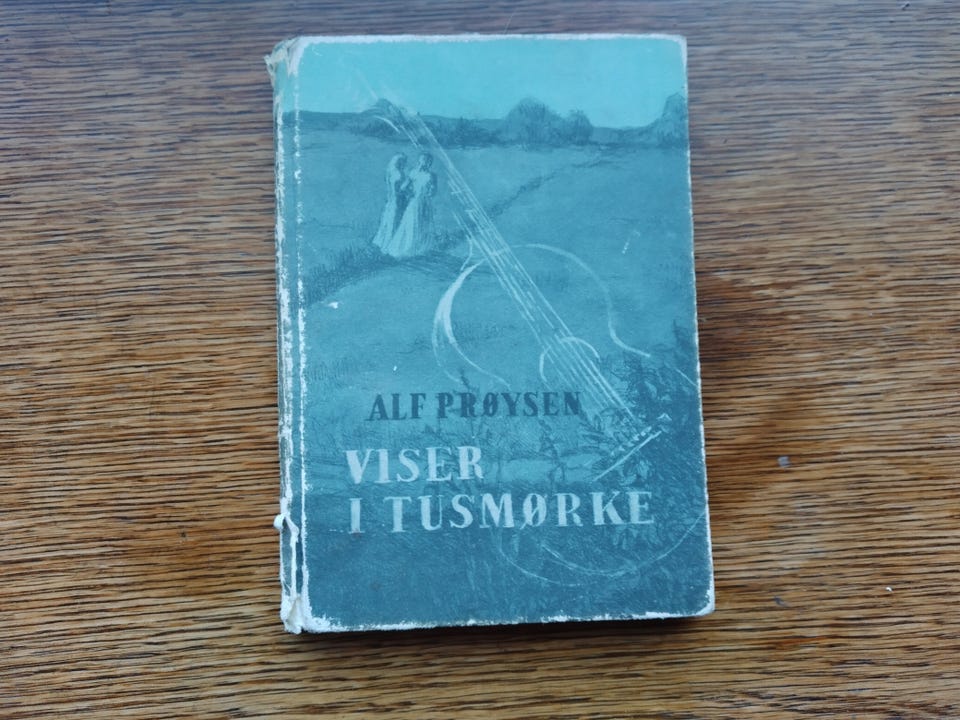 ALF PRØYSEN
VISER
I TUSMØRKE